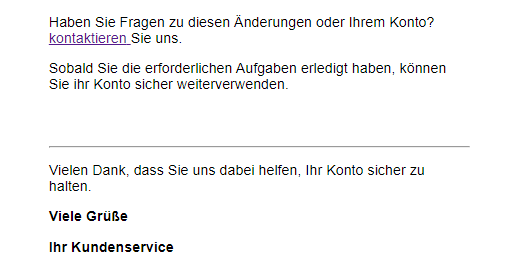 Haben Sie Fragen zu diesen Änderungen oder Ihrem Konto?
kontaktieren Sie uns.
Sobald Sie die erforderlichen Aufgaben erledigt haben, können
Sie ihr Konto sicher weiterverwenden.
Vielen Dank, dass Sie uns dabei helfen, Ihr Konto sicher zu
halten.
Viele Grüße
Ihr Kundenservice